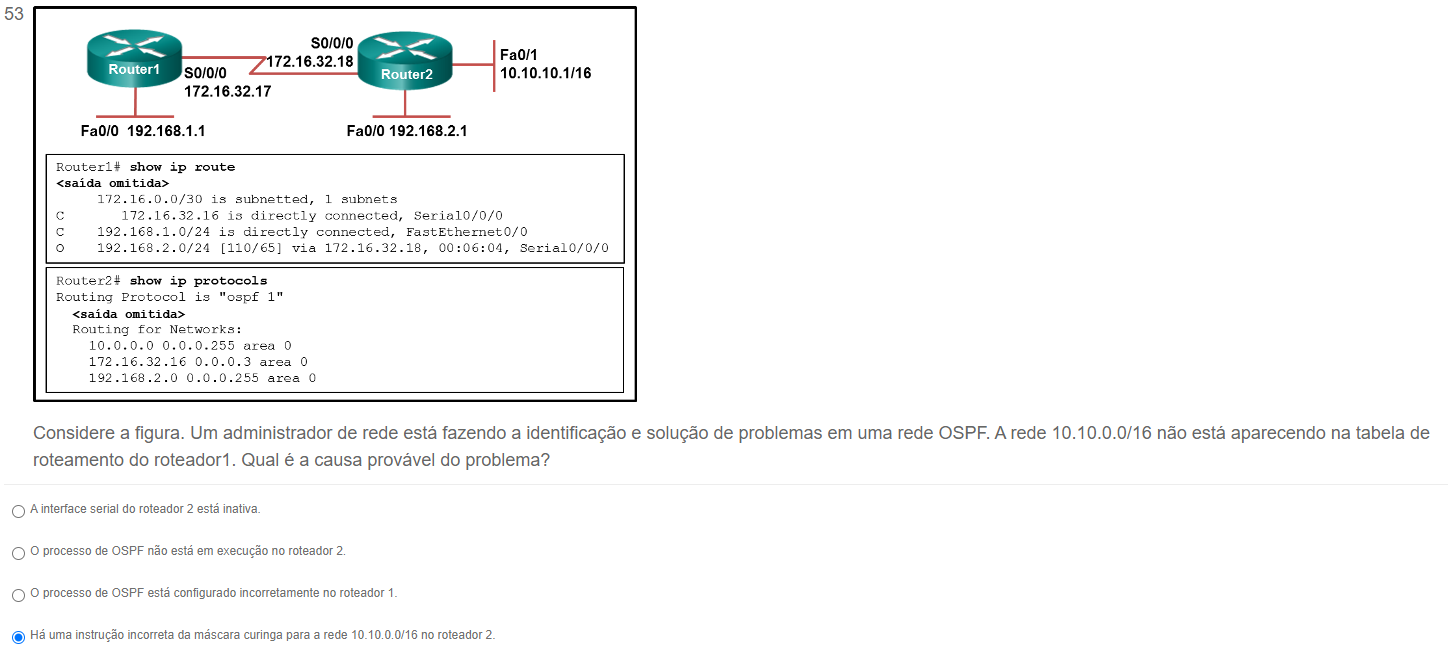 53
S0/0/0
172.16.32.18
Fa0/1
10.10.10.1/16
Router1
Router2
S0/0/0
172.16.32.17
Fa0/0 192.168.1.1
Fa0/0 192.168.2.1
Router1# show ip route
<saída omitida>
172.16.0.0/30 is subnetted, 1 subnets
C 172.16.32.16 is directly connected, Serial0/0/0
C 192.168.1.0/24 is directly connected, FastEthernet0/0
O 192.168.2.0/24 [110/65] via 172.16.32.18, 00:06:04, Serial0/0/0
Router2# show ip protocols
Routing Protocol is "ospf 1"
<saída omitida>
Routing for Networks:
10.0.0.0 0.0.0.255 area 0
172.16.32.16 0.0.0.3 area 0
192.168.2.0 0.0.0.255 area 0
Considere a figura. Um administrador de rede está fazendo a identificação e solução de problemas em uma rede OSPF. A rede 10.10.0.0/16 não está aparecendo na tabela de
roteamento do roteador1. Qual é a causa provável do problema?
A interface serial do roteador 2 está inativa.
O processo de OSPF não está em execução no roteador 2.
O processo de OSPF está configurado incorretamente no roteador 1.
Há uma instrução incorreta da máscara curinga para a rede 10.10.0.0/16 no roteador 2.